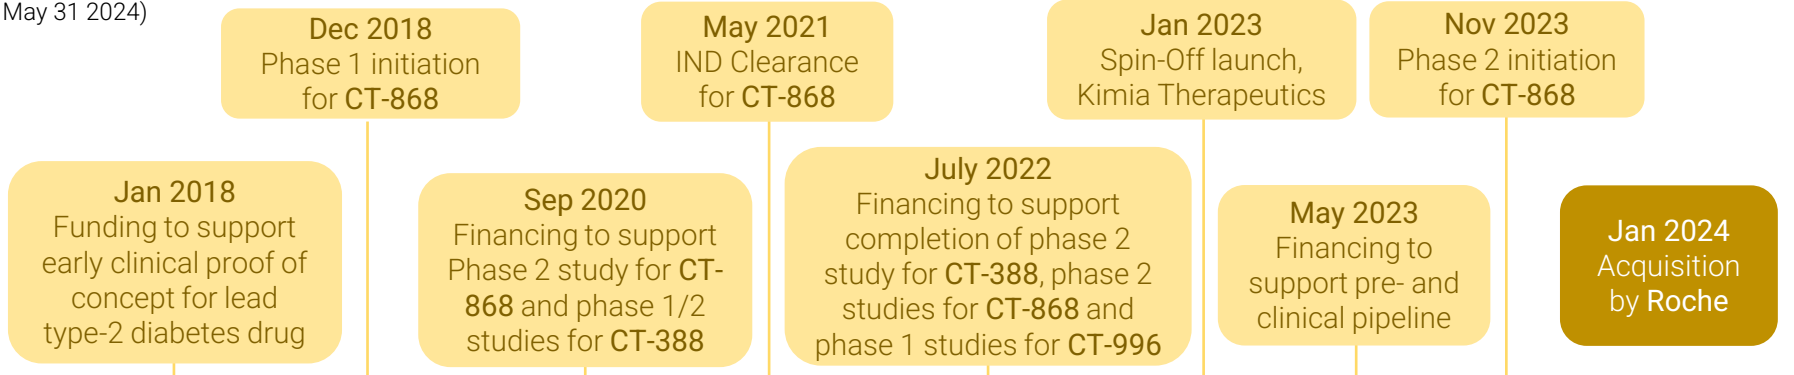 May 31 2024)
Dec 2018
Phase 1 initiation
for CT-868
May 2021
IND Clearance
for CT-868
Jan 2023
Spin-Off launch,
Kimia Therapeutics
Nov 2023
Phase 2 initiation
for CT-868
Jan 2018
Funding to support
early clinical proof of
concept for lead
type-2 diabetes drug
Sep 2020
Financing to support
Phase 2 study for CT-
868 and phase 1/2
studies for CT-388
July 2022
Financing to support
completion of phase 2
study for CT-388, phase 2
studies for CT-868 and
phase 1 studies for CT-996
May 2023
Financing to
support pre- and
clinical pipeline
Jan 2024
Acquisition
by Roche